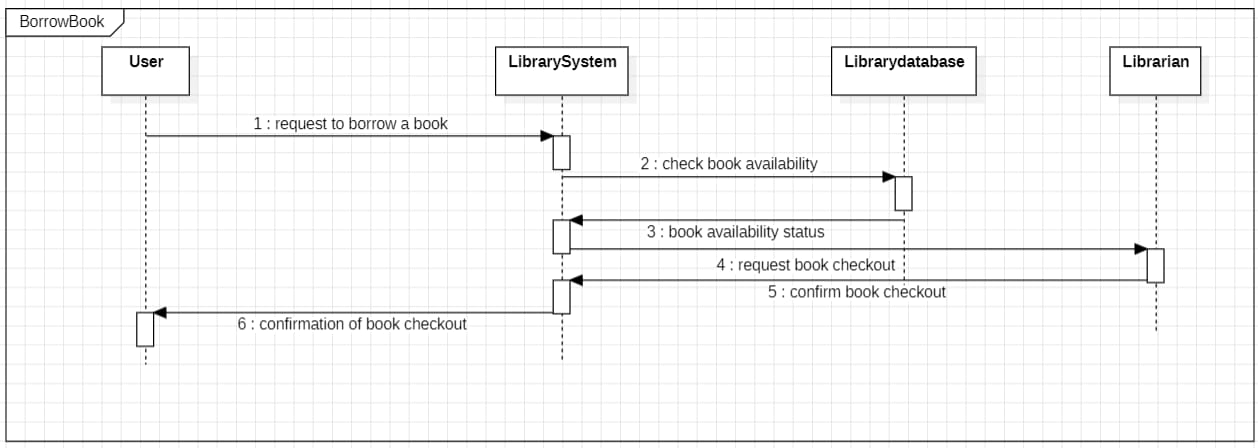 BorrowBook
User
LibrarySystem
Librarydatabase
Librarian
1 : request to borrow a book
2 : check book availability
3 : book availability status
4 : request book checkout
5 : confirm book checkout
6 : confirmation of book checkout